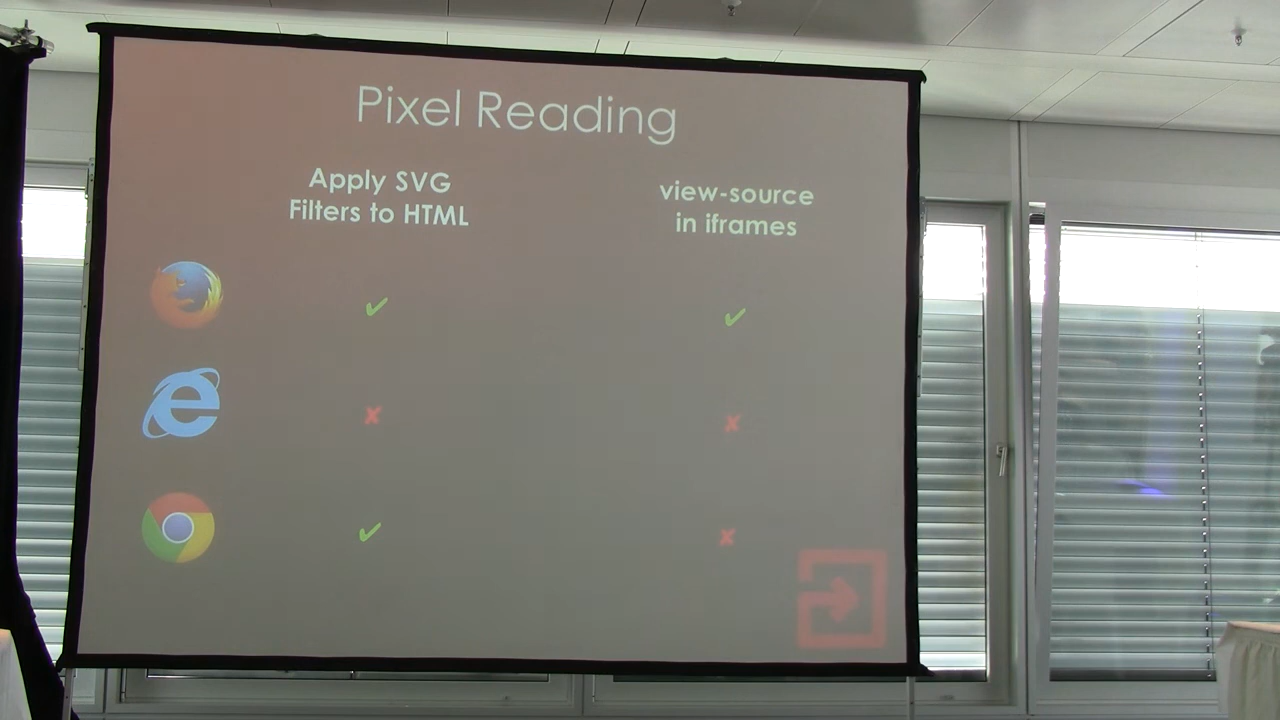 Pixel Reading
Apply SVG
Filters to HTML
view-source
in iframes
✔ ✔
✘ ✘
✔ ✘